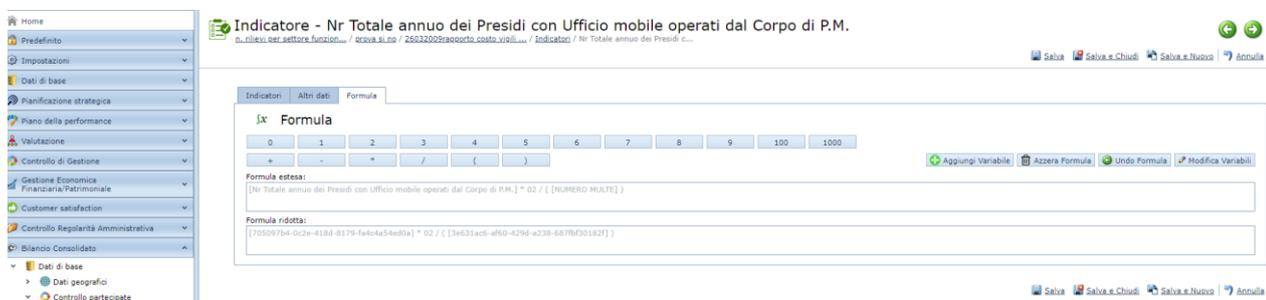 Home
Predefinito
Impostazioni
Dati di base
Pianificazione strategica
Piano della performance
Valutazione
Controllo di Gestione
Gestione Economica
Finanziaria/Patrimoniale
Customer satisfaction
Controllo Regolarità Amministrativa
Bilancio Consolidato
Dati di base
Dati geografici
Controllo partecipate
Indicatore - Nr Totale annuo dei Presidi con Ufficio mobile operati dal Corpo di P.M.
n. rilievi per settore funzion... / prova si no / 26032009rapporto costo vigili ... / Indicatori / Nr Totale annuo dei Presidi c...
Salva Salva e Chiudi Salva e Nuovo Annulla
Indicatori Altri dati Formula
∫x Formula
0 1 2 3 4 5 6 7 8 9 100 1000
+ - * / ( )
Aggiungi Variabile Azzera Formula Undo Formula Modifica Variabili
Formula estesa:
[Nr Totale annuo dei Presidi con Ufficio mobile operati dal Corpo di P.M.] * 02 / ( [NUMERO MULTE] )
Formula ridotta:
[705097b4-0c2e-418d-8179-fa4c4a54ed0a] * 02 / ( [3e631ac6-af60-429d-a238-687fbf30182f] )
Salva Salva e Chiudi Salva e Nuovo Annulla